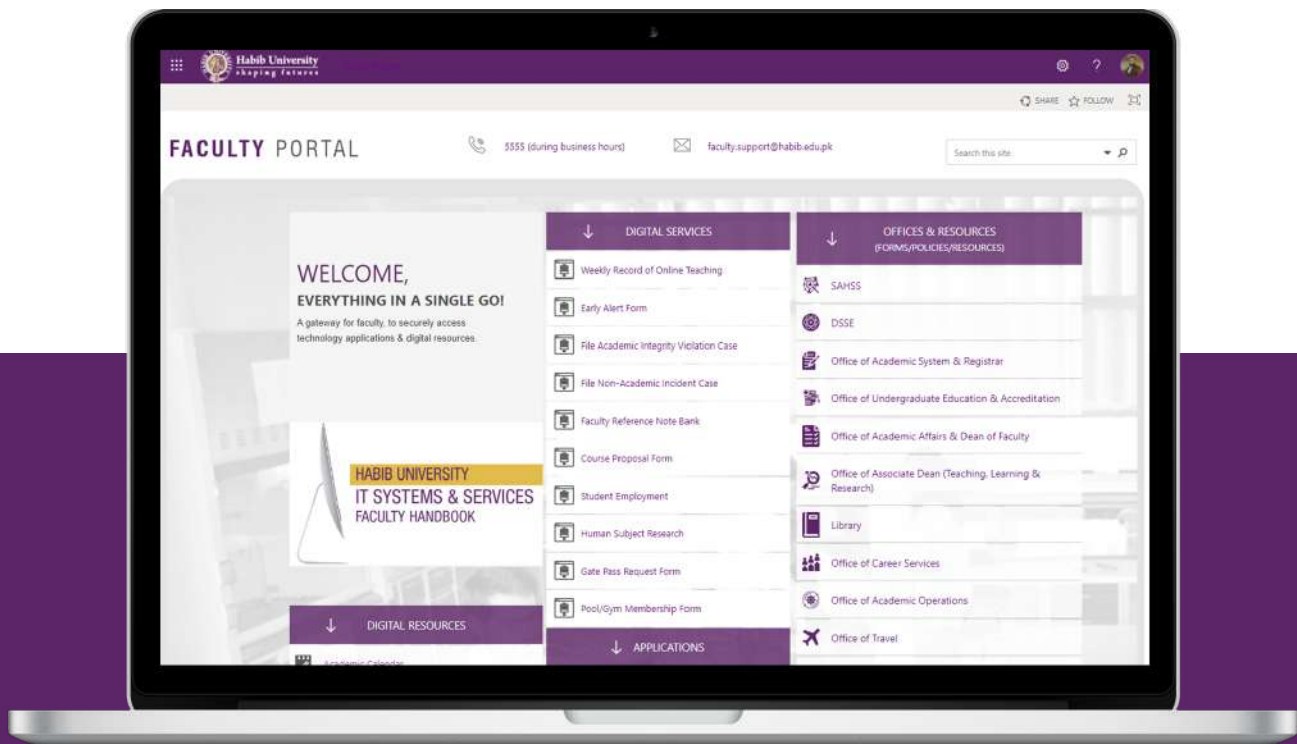 Habib University
shaping futures
?
SHARE
FOLLOW
FACULTY PORTAL
5555 (during business hours)
faculty.support@habib.edu.pk
Search this site
WELCOME,
EVERYTHING IN A SINGLE GO!
A gateway for faculty, to securely access
technology applications & digital resources.
HABIB UNIVERSITY
IT SYSTEMS & SERVICES
FACULTY HANDBOOK
DIGITAL RESOURCES
Academic Calendar
DIGITAL SERVICES
Weekly Record of Online Teaching
Early Alert Form
File Academic Integrity Violation Case
File Non-Academic Incident Case
Faculty Reference Note Bank
Course Proposal Form
Student Employment
Human Subject Research
Gate Pass Request Form
Pool/Gym Membership Form
APPLICATIONS
OFFICES & RESOURCES
(FORMS/POLICIES/RESOURCES)
SAHSS
DSSE
Office of Academic System & Registrar
Office of Undergraduate Education & Accreditation
Office of Academic Affairs & Dean of Faculty
Office of Associate Dean (Teaching, Learning &
Research)
Library
Office of Career Services
Office of Academic Operations
Office of Travel